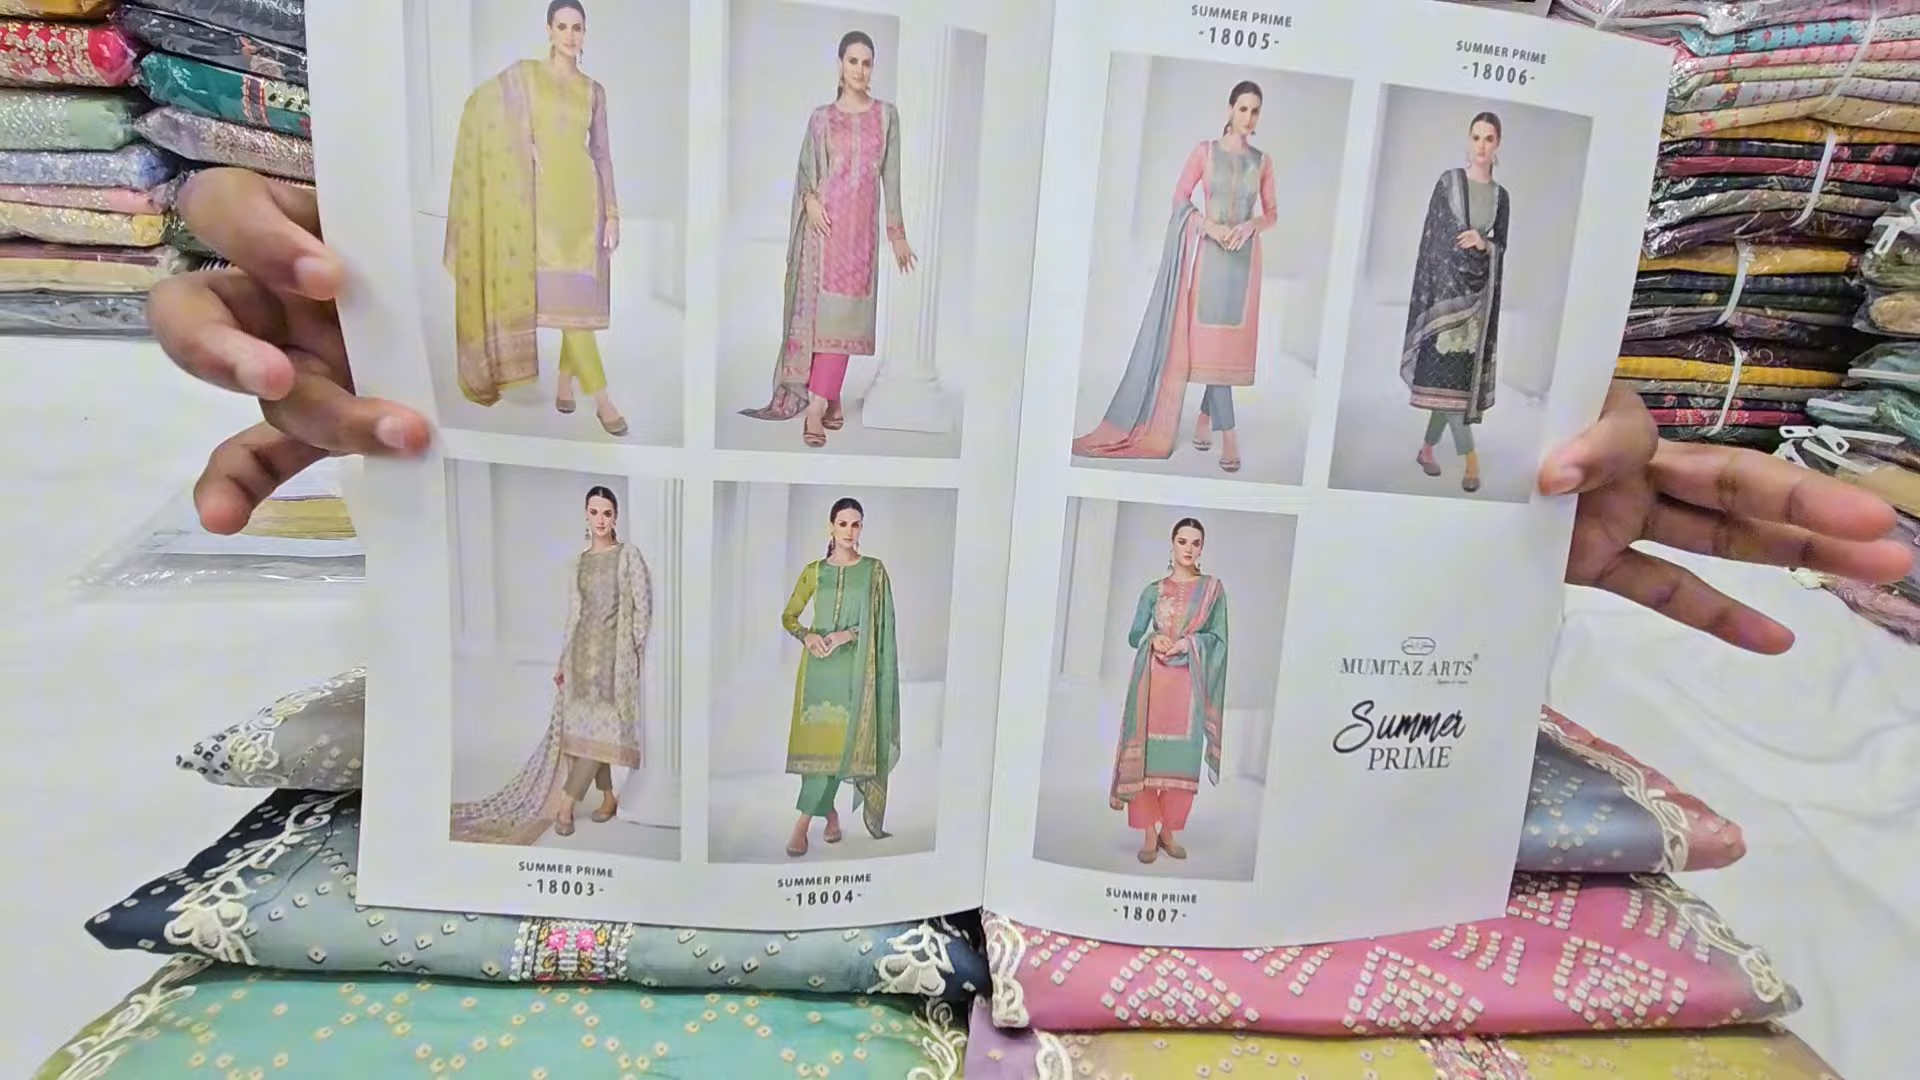 SUMMER PRIME
-18005-
SUMMER PRIME
-18006-
SUMMER PRIME
-18003-
SUMMER PRIME
-18004-
SUMMER PRIME
-18007-
MUMTAZ ARTS®
Summer
PRIME